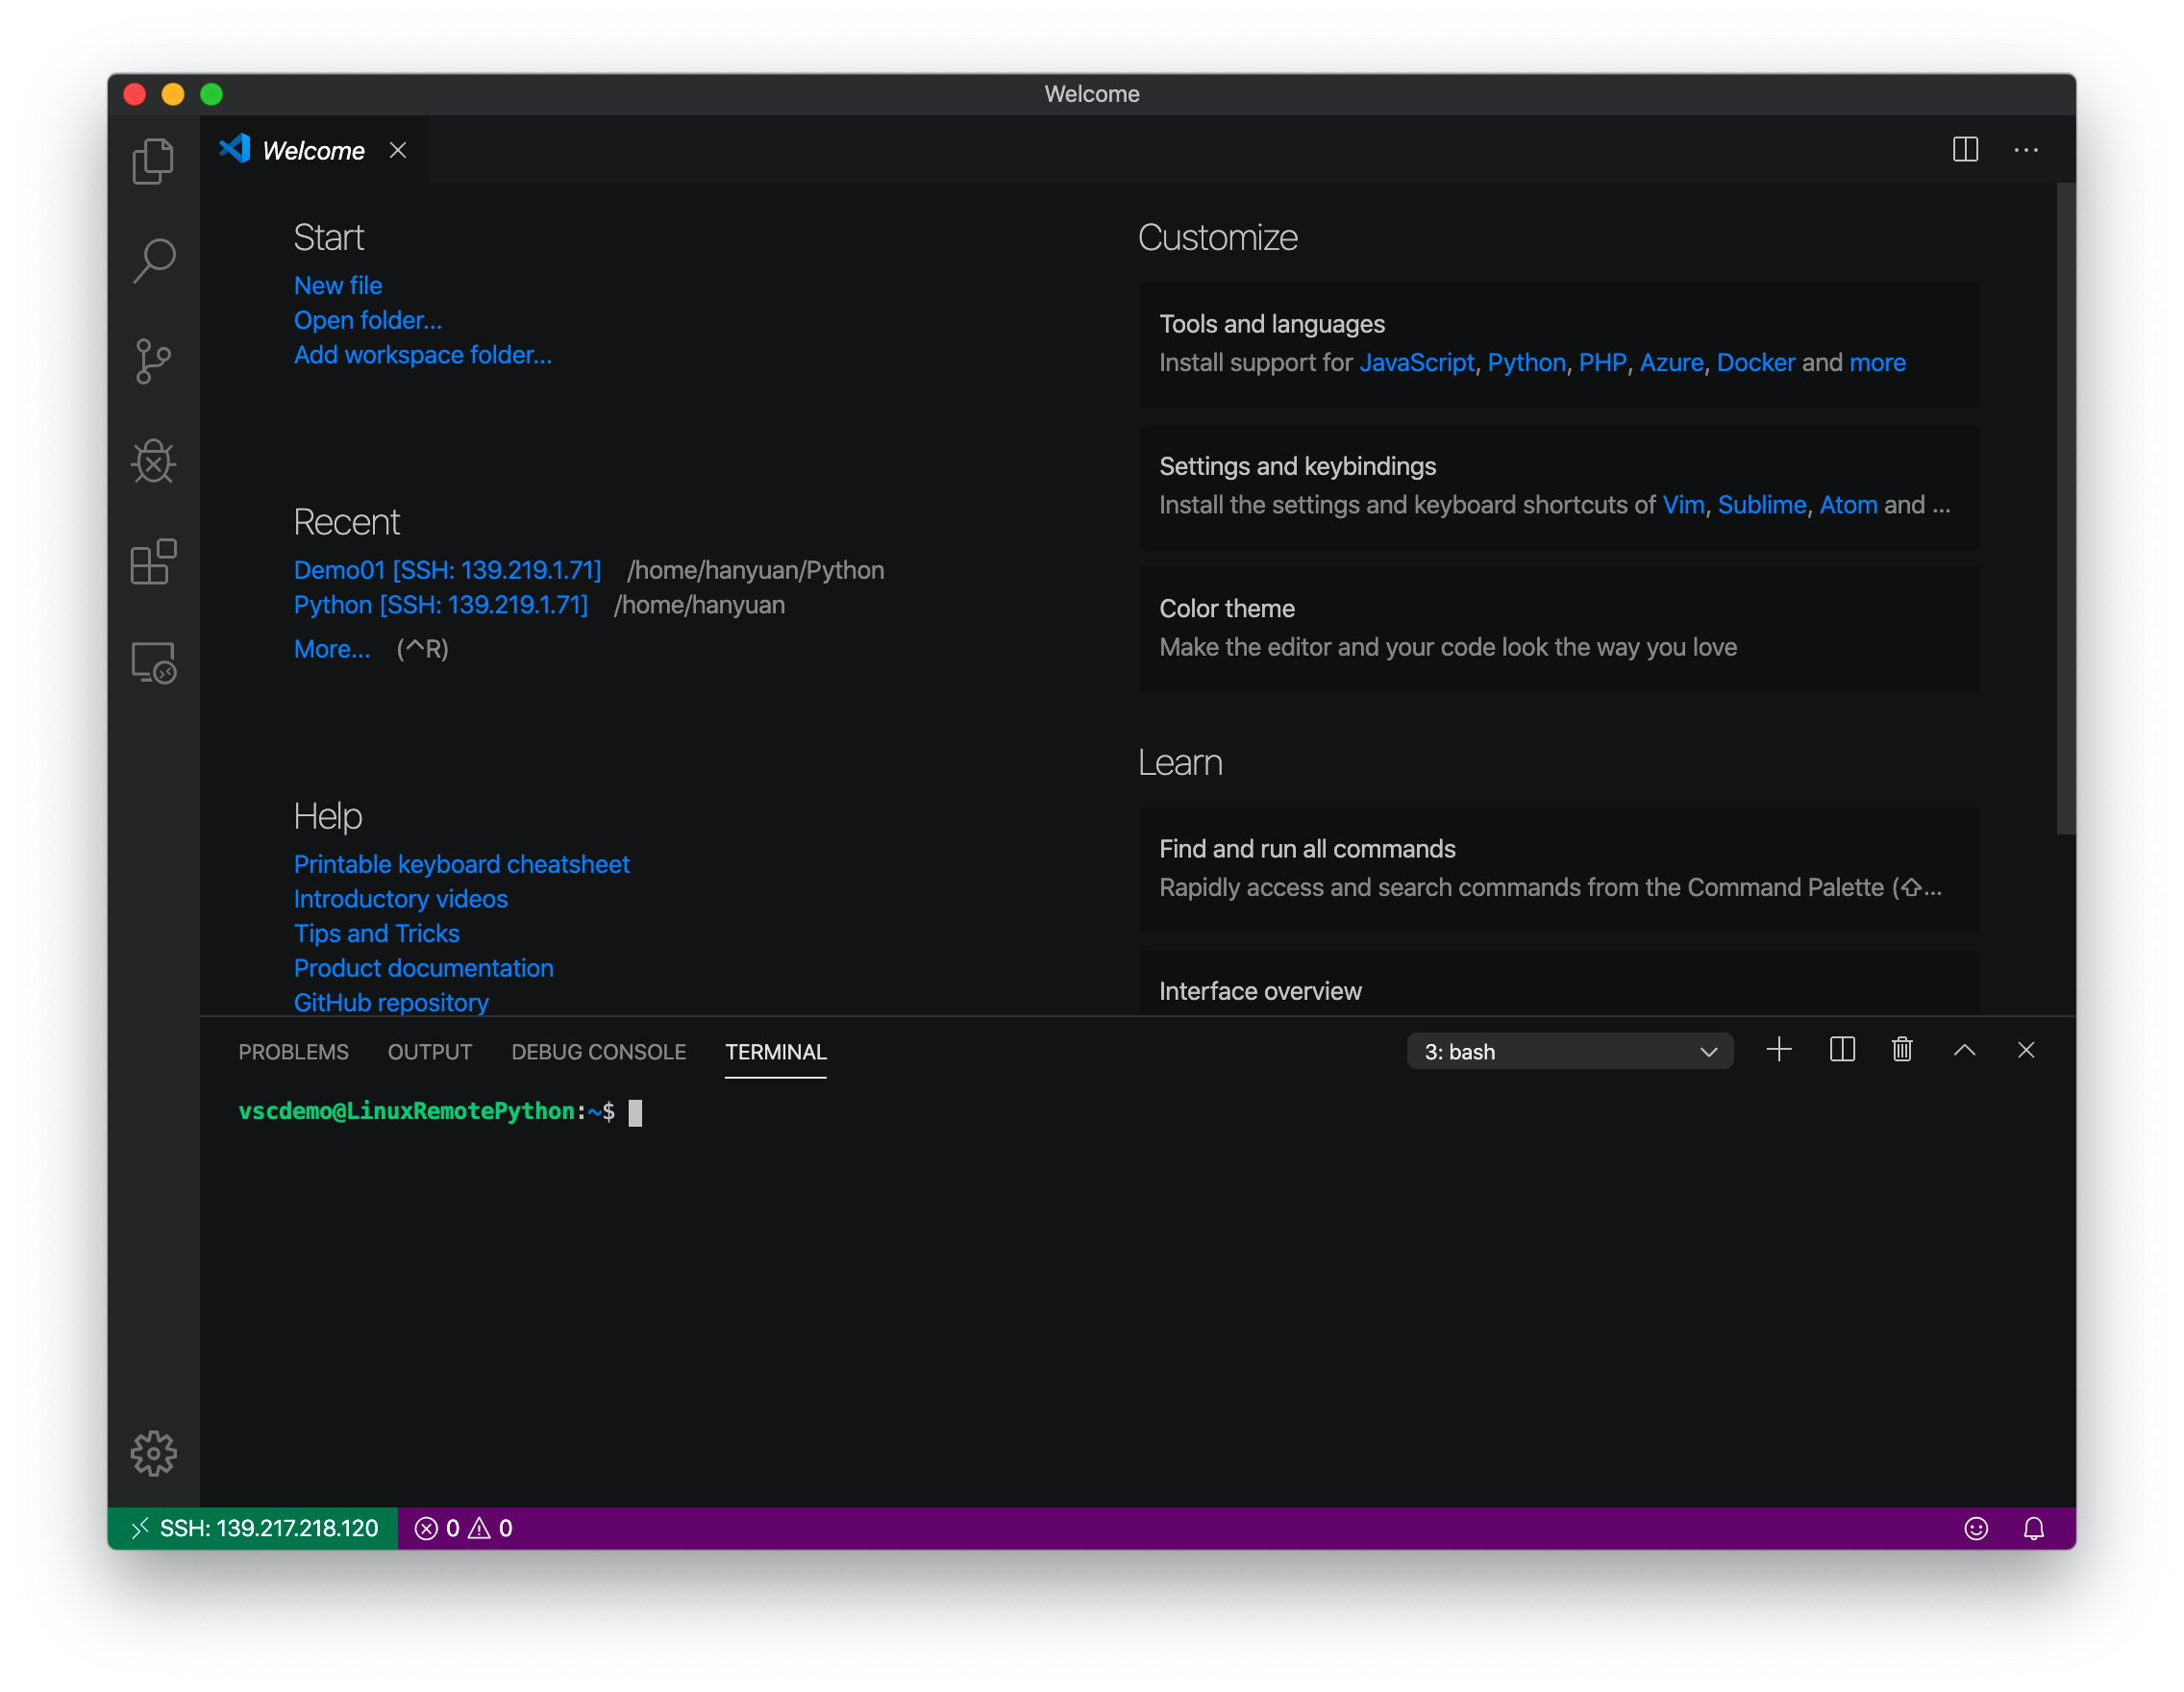 Welcome
Welcome
Start
New file
Open folder...
Add workspace folder...
Recent
Demo01 [SSH: 139.219.1.71] /home/hanyuan/Python
Python [SSH: 139.219.1.71] /home/hanyuan
More... (^R)
Help
Printable keyboard cheatsheet
Introductory videos
Tips and Tricks
Product documentation
GitHub repository
Customize
Tools and languages
Install support for JavaScript, Python, PHP, Azure, Docker and more
Settings and keybindings
Install the settings and keyboard shortcuts of Vim, Sublime, Atom and ...
Color theme
Make the editor and your code look the way you love
Learn
Find and run all commands
Rapidly access and search commands from the Command Palette (⇧...
Interface overview
PROBLEMS OUTPUT DEBUG CONSOLE TERMINAL 3: bash
vscdemo@LinuxRemotePython:~$
SSH: 139.217.218.120 0 0